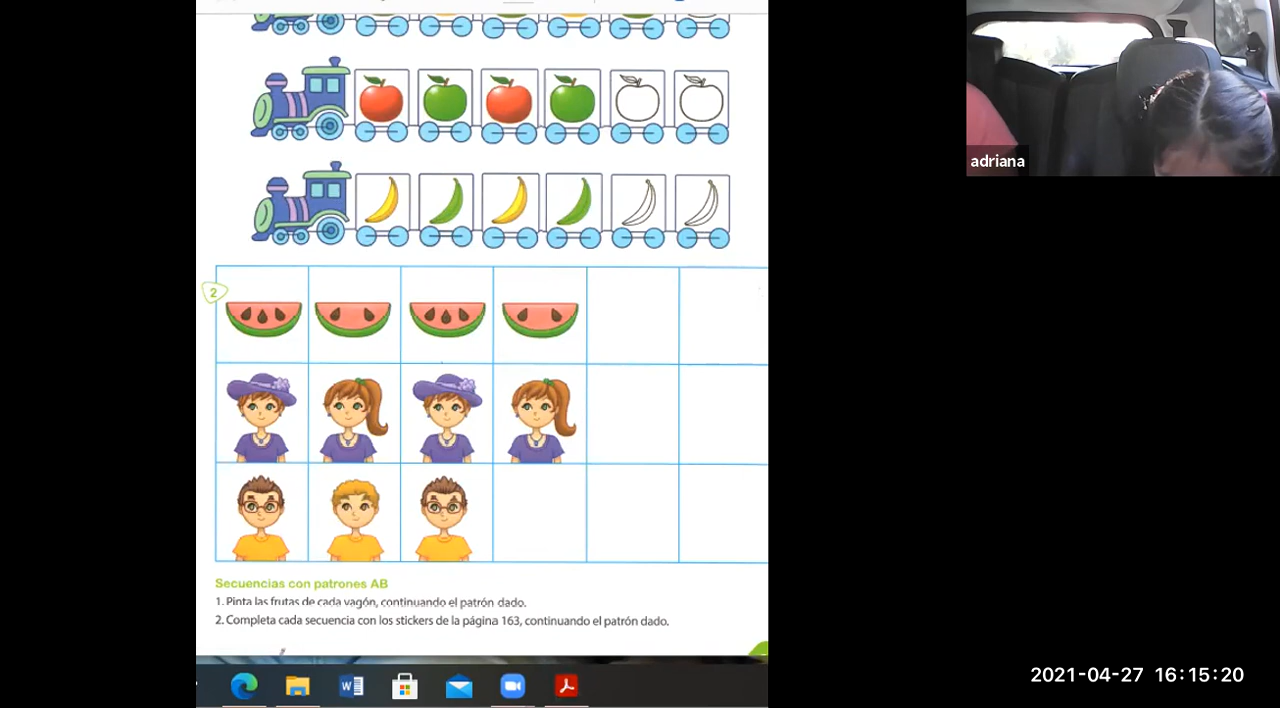 adriana
2
Secuencias con patrones AB
1. Pinta las frutas de cada vagón, continuando el patrón dado.
2. Completa cada secuencia con los stickers de la página 163, continuando el patrón dado.
2021-04-27 16:15:20